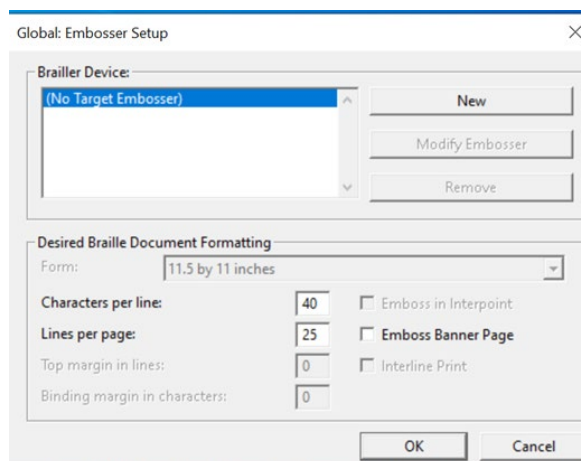 Global: Embosser Setup
Brailler Device:
(No Target Embosser)
New
Modify Embosser
Remove
Desired Braille Document Formatting
Form: 11.5 by 11 inches
Characters per line: 40 Emboss in Interpoint
Lines per page: 25 Emboss Banner Page
Top margin in lines: 0 Interline Print
Binding margin in characters: 0
OK Cancel